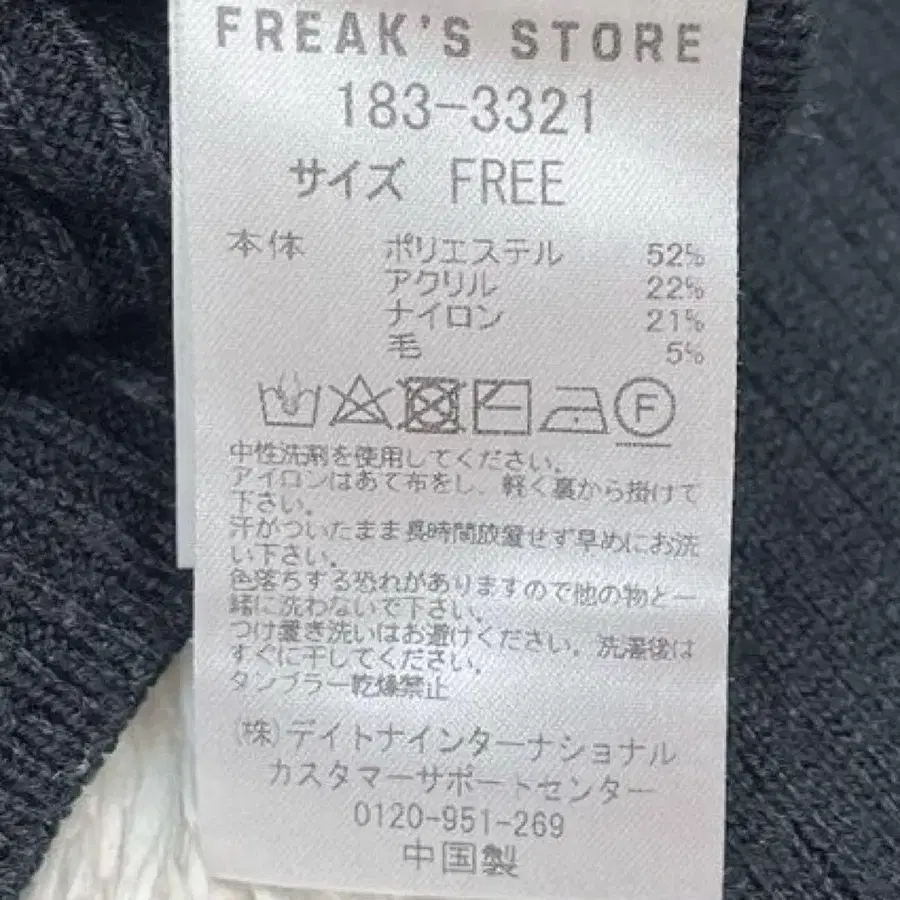 FREAK'S STORE
183-3321
サイズ FREE
本体 ポリエステル 52%
アクリル 22%
ナイロン 21%
毛 5%
F
中性洗剤を使用してください。
アイロンはあて布をし、軽く裏から掛けて
下さい。
汗がついたまま長時間放置せず早めにお洗
い下さい。
色落ちする恐れがありますので他の物と一
緒に洗わないで下さい。
つけ置き洗いはお避けください。洗濯後は
すぐに干してください。
タンブラー乾燥禁止
(株)デイトナインターナショナル
カスタマーサポートセンター
0120-951-269
中国製